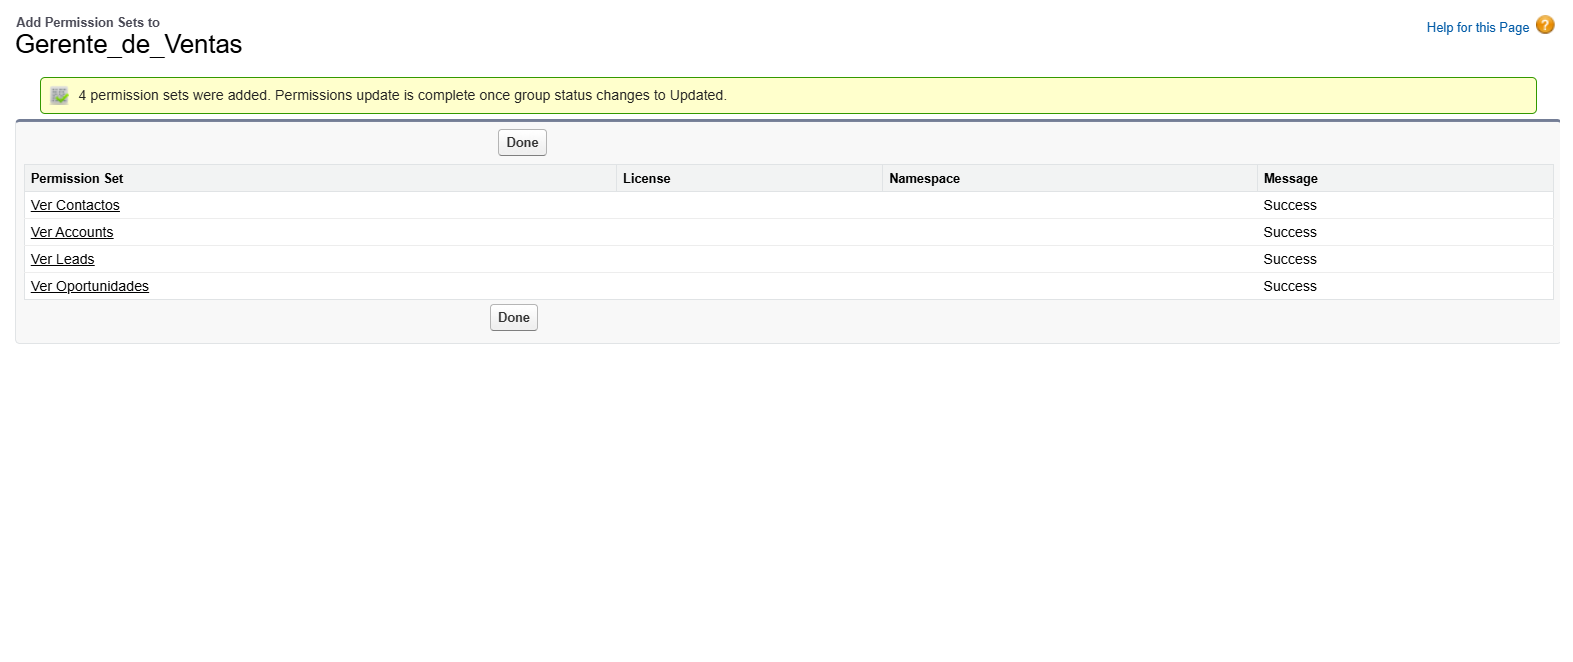 Add Permission Sets to
Gerente_de_Ventas
Help for this Page ?
4 permission sets were added. Permissions update is complete once group status changes to Updated.
Done
Permission Set License Namespace Message
Ver Contactos Success
Ver Accounts Success
Ver Leads Success
Ver Oportunidades Success
Done